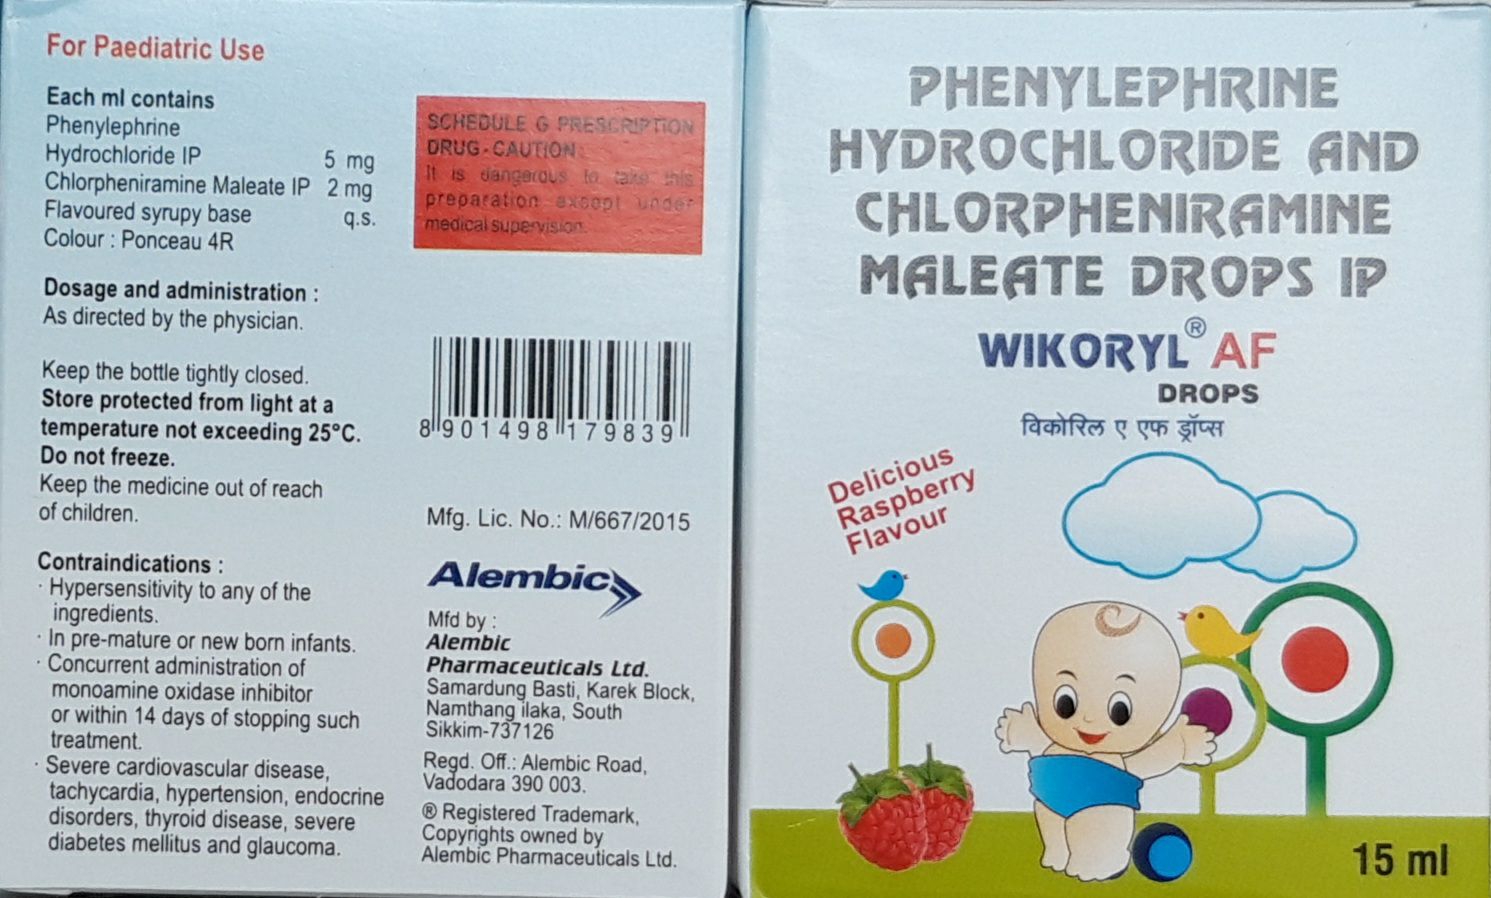 For Paediatric Use
Each ml contains
Phenylephrine
Hydrochloride IP 5 mg
Chlorpheniramine Maleate IP 2 mg
Flavoured syrupy base q.s.
Colour : Ponceau 4R
Dosage and administration :
As directed by the physician.
Keep the bottle tightly closed.
Store protected from light at a
temperature not exceeding 25°C.
Do not freeze.
Keep the medicine out of reach
of children.
Contraindications :
· Hypersensitivity to any of the
ingredients.
· In pre-mature or new born infants.
· Concurrent administration of
monoamine oxidase inhibitor
or within 14 days of stopping such
treatment.
· Severe cardiovascular disease,
tachycardia, hypertension, endocrine
disorders, thyroid disease, severe
diabetes mellitus and glaucoma.
SCHEDULE G PRESCRIPTION
DRUG-CAUTION
It is dangerous to take this
preparation except under
medical supervision.
8 901498 179839
Mfg. Lic. No.: M/667/2015
Alembic
Mfd by :
Alembic
Pharmaceuticals Ltd.
Samardung Basti, Karek Block,
Namthang ilaka, South
Sikkim-737126
Regd. Off.: Alembic Road,
Vadodara 390 003.
® Registered Trademark,
Copyrights owned by
Alembic Pharmaceuticals Ltd.
PHENYLEPHRINE
HYDROCHLORIDE AND
CHLORPHENIRAMINE
MALEATE DROPS IP
WIKORYL® AF
DROPS
विकोरिल ए एफ ड्रॉप्स
Delicious
Raspberry
Flavour
15 ml